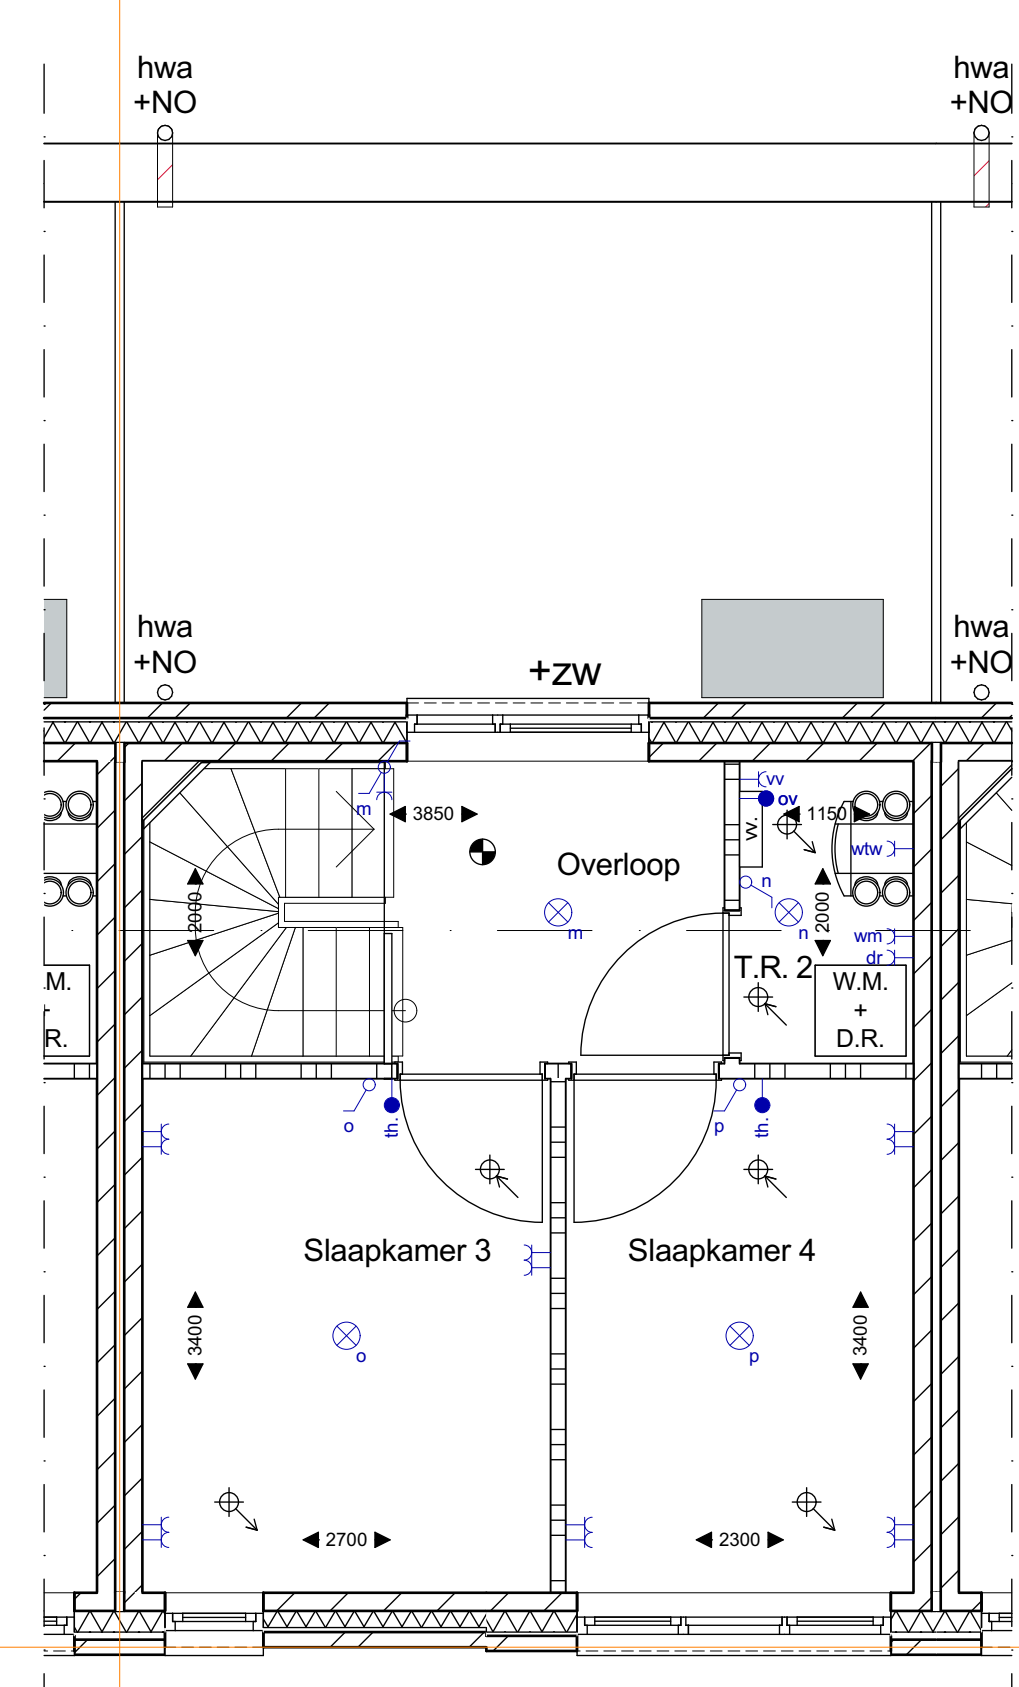 hwa
+NO
hwa
+NO
hwa
+NO
hwa
+NO
+zw
m
3850
vv
ov
1150
vv.
wtw
Overloop
n
2000
m
n
2000
wm
dr
T.R. 2
.M.
+
R.
W.M.
+
D.R.
o
th.
p
th.
Slaapkamer 3
Slaapkamer 4
3400
o
p
3400
2700
2300